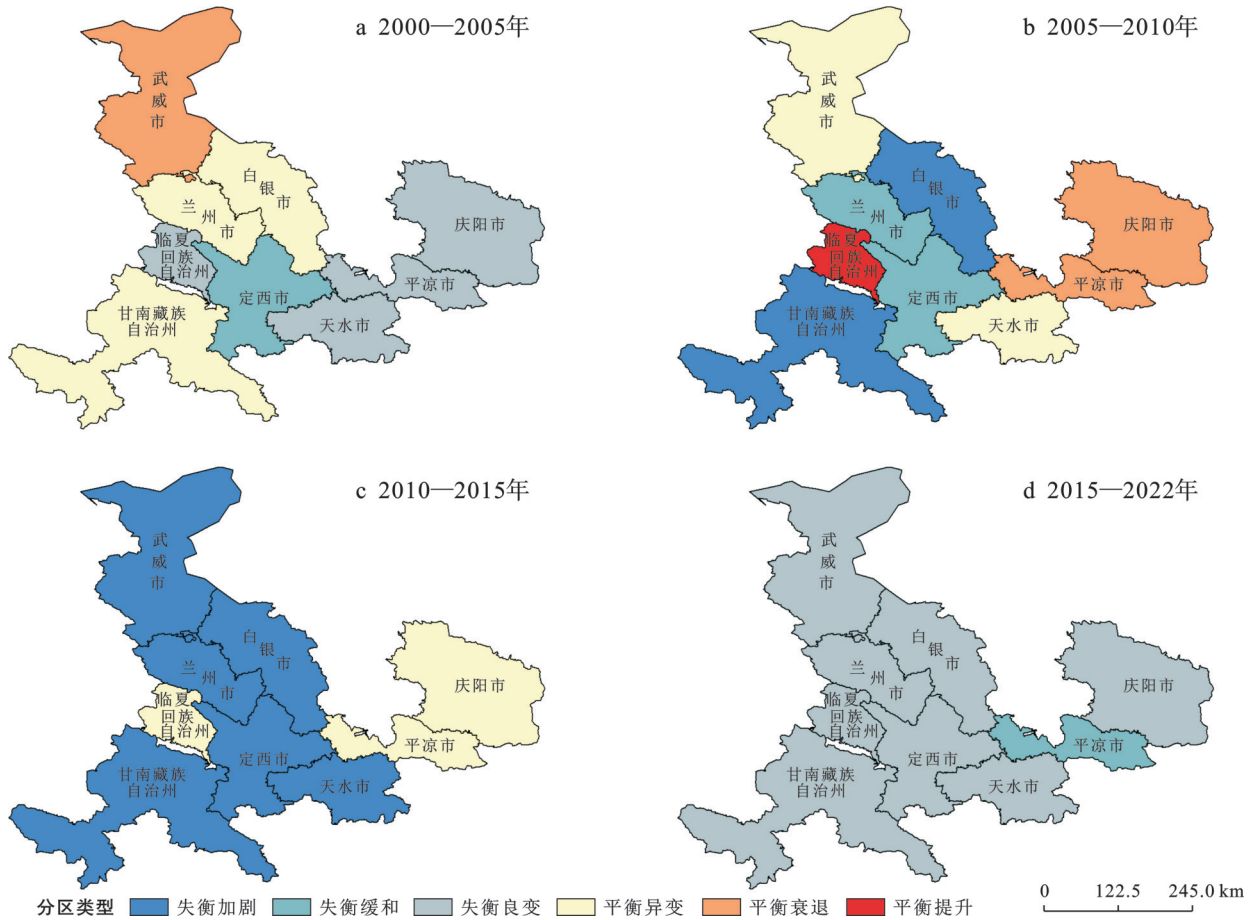 a 2000—2005年
武威市
白银市
兰州市
临夏
回族
自治州
定西市
甘南藏族
自治州
天水市
平凉市
庆阳市
b 2005—2010年
武威市
白银市
兰州市
临夏
回族
自治州
定西市
甘南藏族
自治州
天水市
平凉市
庆阳市
c 2010—2015年
武威市
白银市
兰州市
临夏
回族
自治州
定西市
甘南藏族
自治州
天水市
平凉市
庆阳市
d 2015—2022年
武威市
白银市
兰州市
临夏
回族
自治州
定西市
甘南藏族
自治州
天水市
平凉市
庆阳市
分区类型 失衡加剧 失衡缓和 失衡良变 平衡异变 平衡衰退 平衡提升
0 122.5 245.0 km